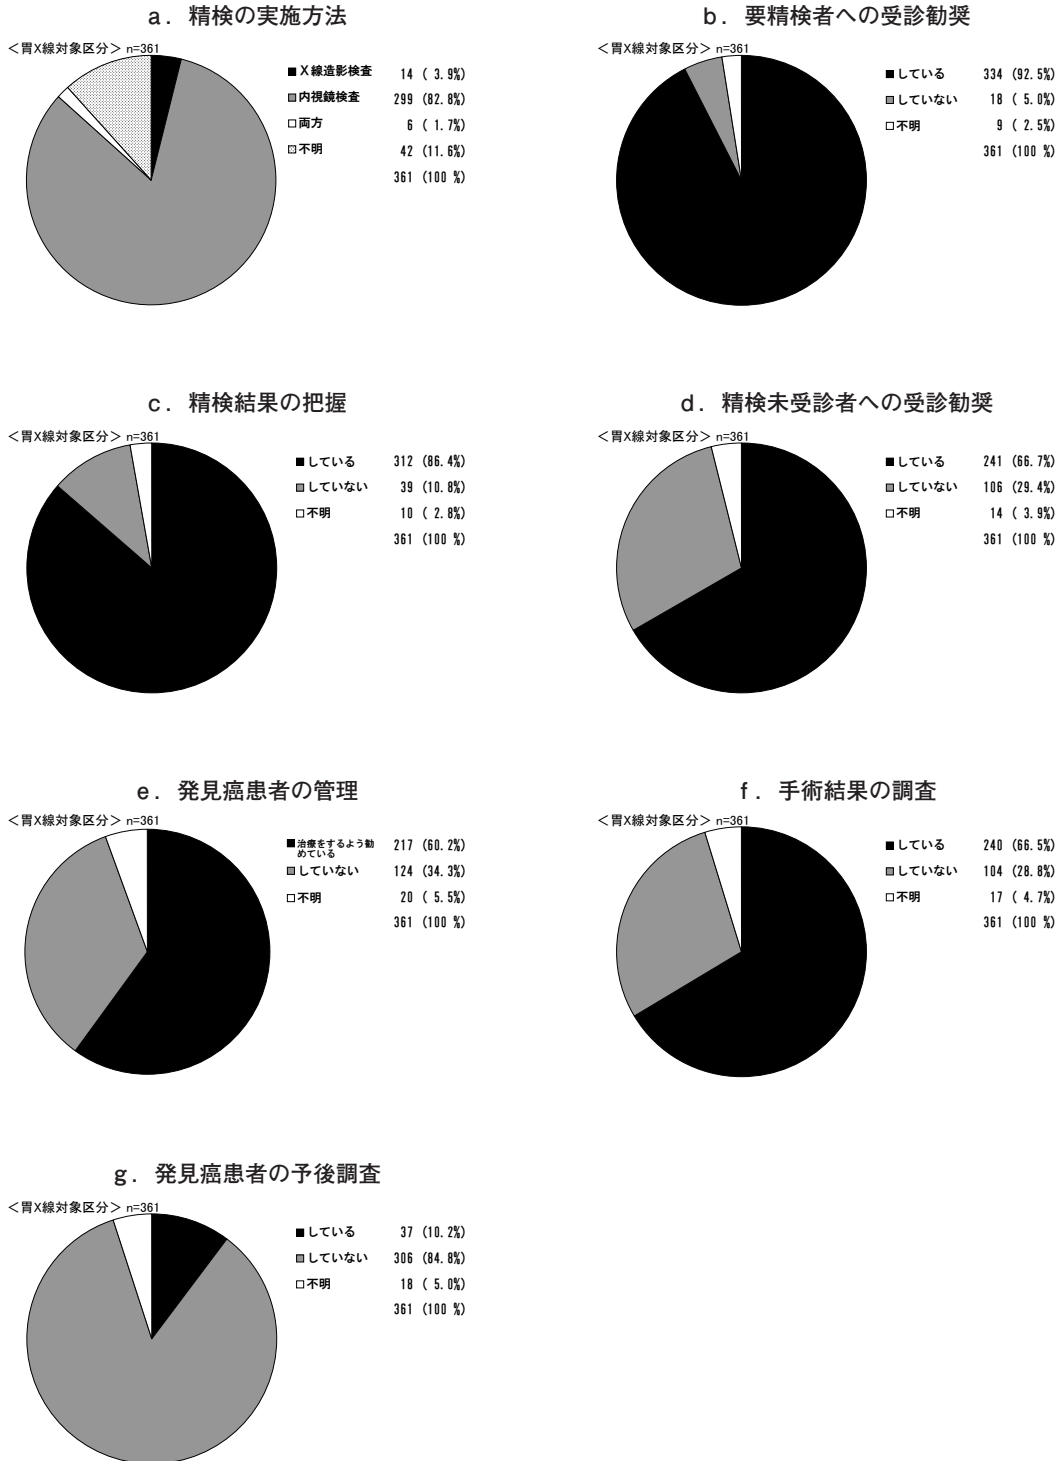 a. 精検の実施方法
＜胃X線対象区分＞ n=361
X線造影検査 14 ( 3.9%)
内視鏡検査 299 (82.8%)
両方 6 ( 1.7%)
不明 42 (11.6%)
361 (100 %)
b. 要精検者への受診勧奨
＜胃X線対象区分＞ n=361
している 334 (92.5%)
していない 18 ( 5.0%)
不明 9 ( 2.5%)
361 (100 %)
c. 精検結果の把握
＜胃X線対象区分＞ n=361
している 312 (86.4%)
していない 39 (10.8%)
不明 10 ( 2.8%)
361 (100 %)
d. 精検未受診者への受診勧奨
＜胃X線対象区分＞ n=361
している 241 (66.7%)
していない 106 (29.4%)
不明 14 ( 3.9%)
361 (100 %)
e. 発見癌患者の管理
＜胃X線対象区分＞ n=361
治療をするよう勧
めている 217 (60.2%)
していない 124 (34.3%)
不明 20 ( 5.5%)
361 (100 %)
f. 手術結果の調査
＜胃X線対象区分＞ n=361
している 240 (66.5%)
していない 104 (28.8%)
不明 17 ( 4.7%)
361 (100 %)
g. 発見癌患者の予後調査
＜胃X線対象区分＞ n=361
している 37 (10.2%)
していない 306 (84.8%)
不明 18 ( 5.0%)
361 (100 %)